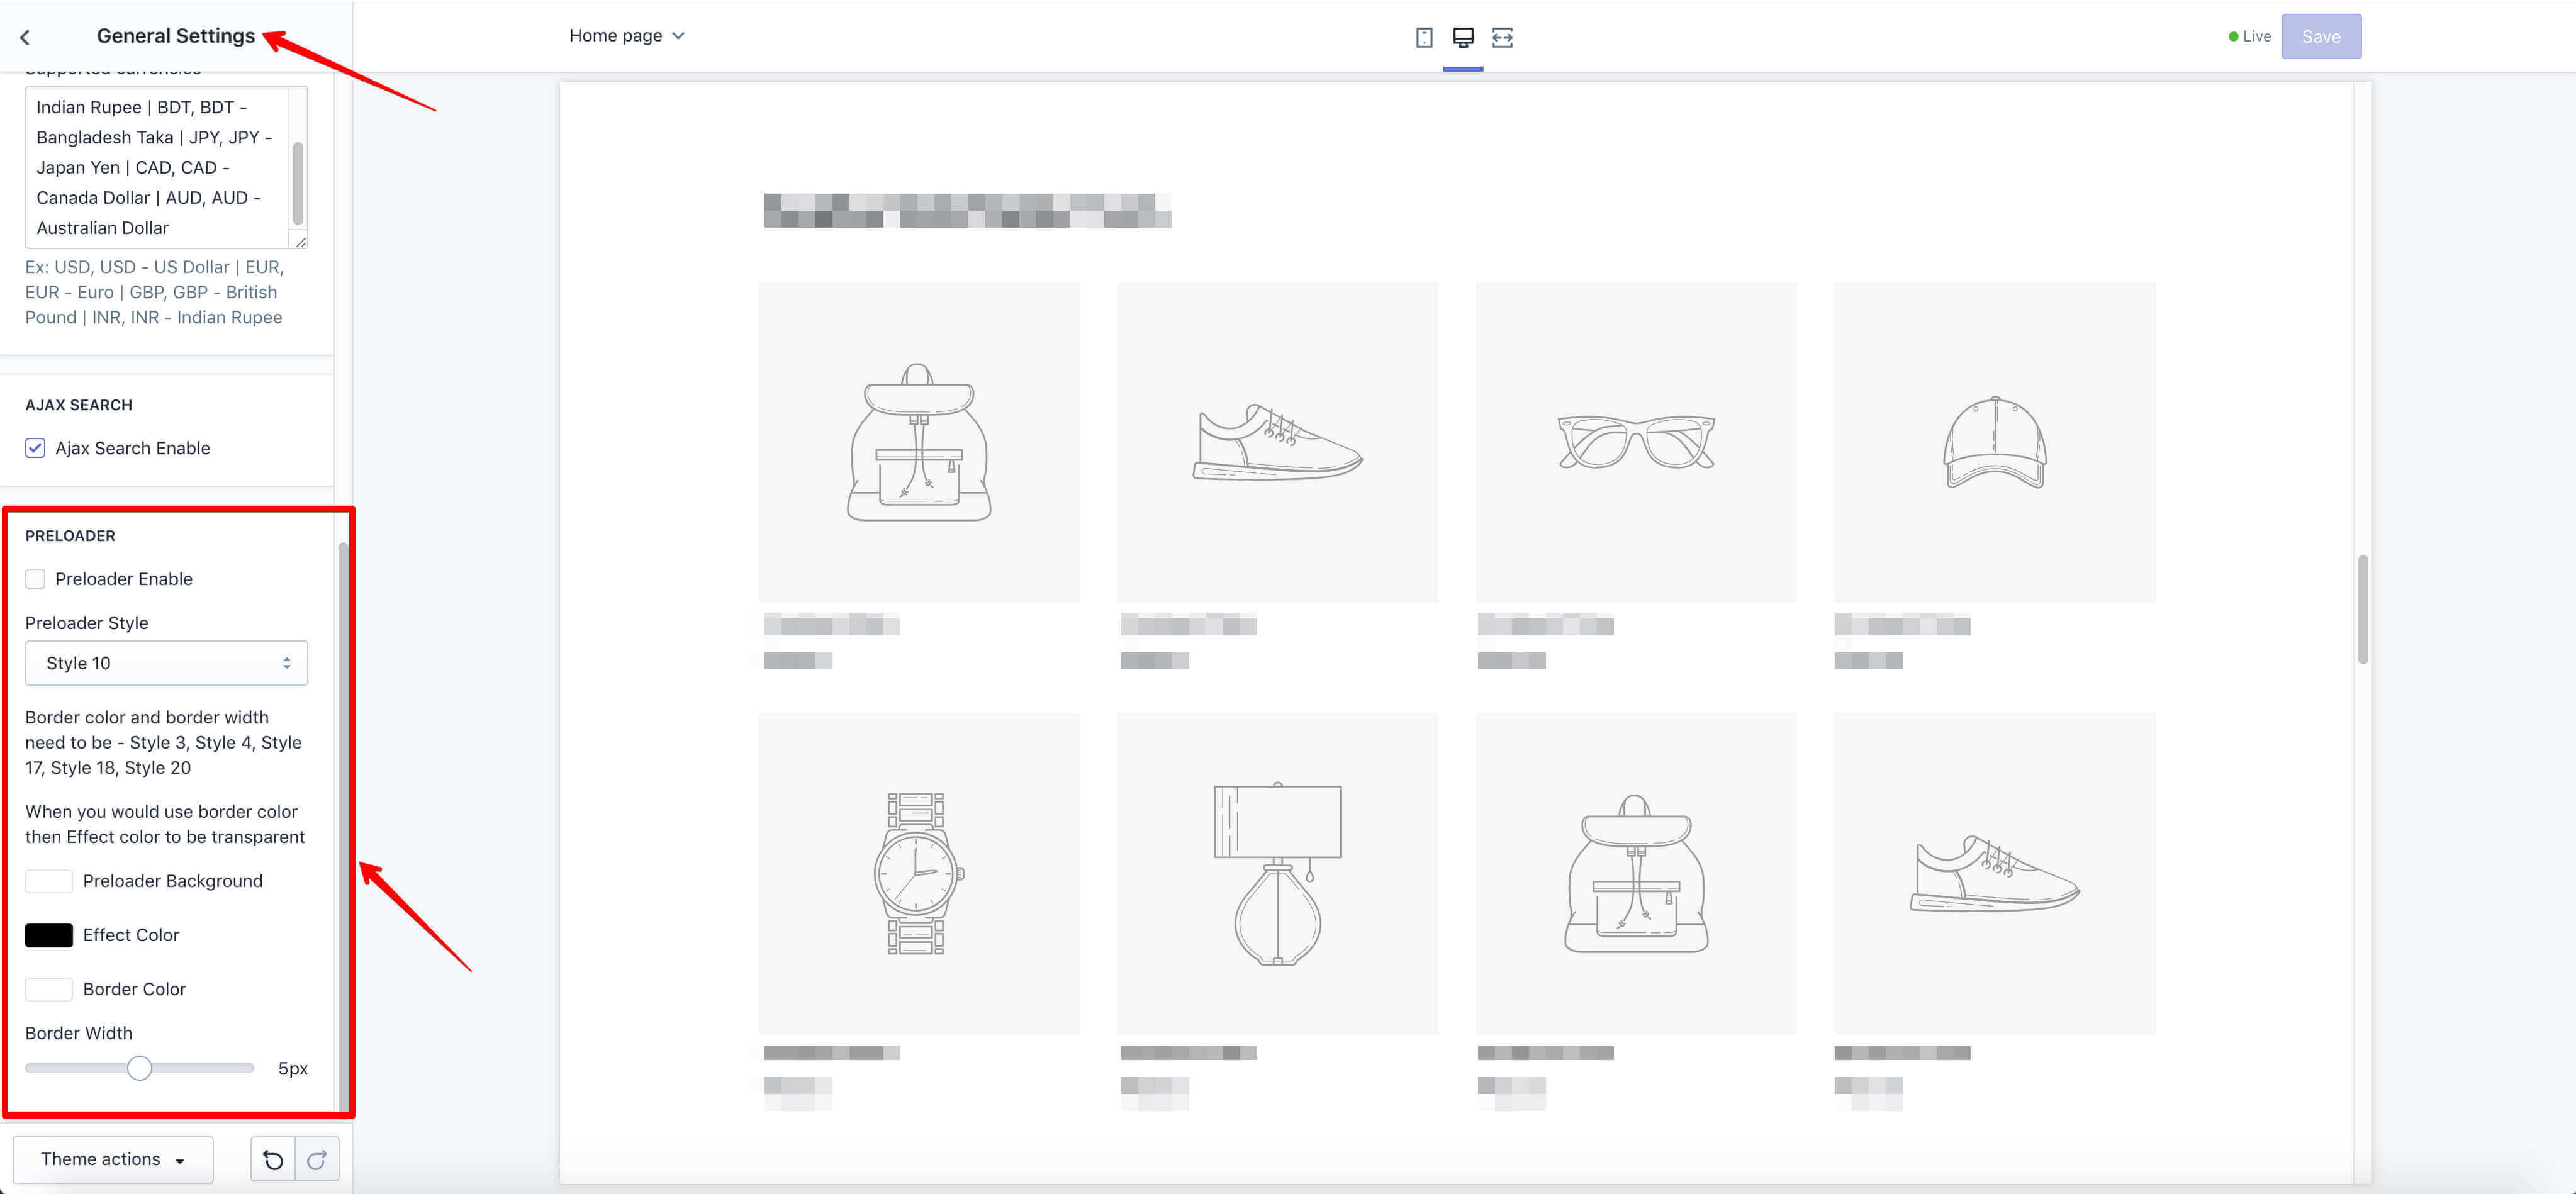 General Settings
Home page
Live
Save
Supported currencies
Indian Rupee | BDT, BDT -
Bangladesh Taka | JPY, JPY -
Japan Yen | CAD, CAD -
Canada Dollar | AUD, AUD -
Australian Dollar
Ex: USD, USD - US Dollar | EUR,
EUR - Euro | GBP, GBP - British
Pound | INR, INR - Indian Rupee
AJAX SEARCH
Ajax Search Enable
PRELOADER
Preloader Enable
Preloader Style
Style 10
Border color and border width
need to be - Style 3, Style 4, Style
17, Style 18, Style 20
When you would use border color
then Effect color to be transparent
Preloader Background
Effect Color
Border Color
Border Width
5px
Theme actions